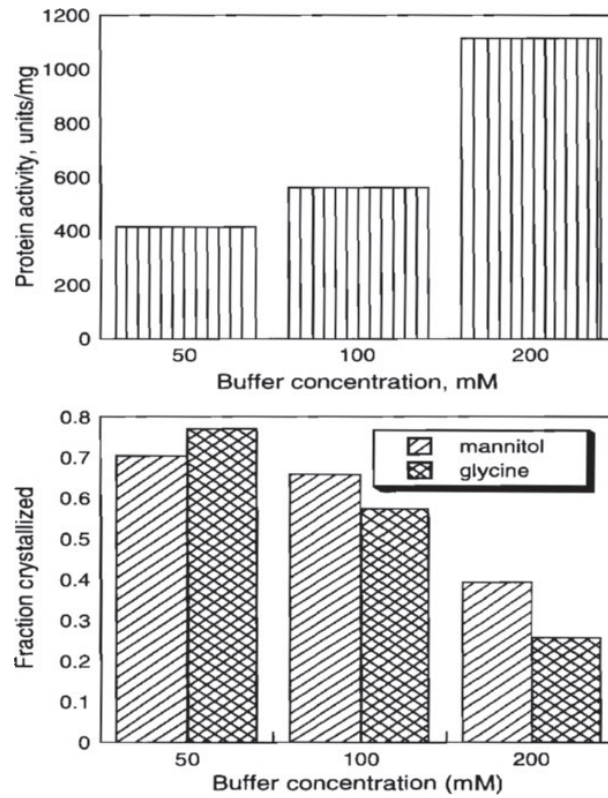 1200
1000
800
600
400
200
0
Protein activity, units/mg
50 100 200
Buffer concentration, mM
0.8
0.7
0.6
0.5
0.4
0.3
0.2
0.1
0
Fraction crystallized
mannitol
glycine
50 100 200
Buffer concentration (mM)